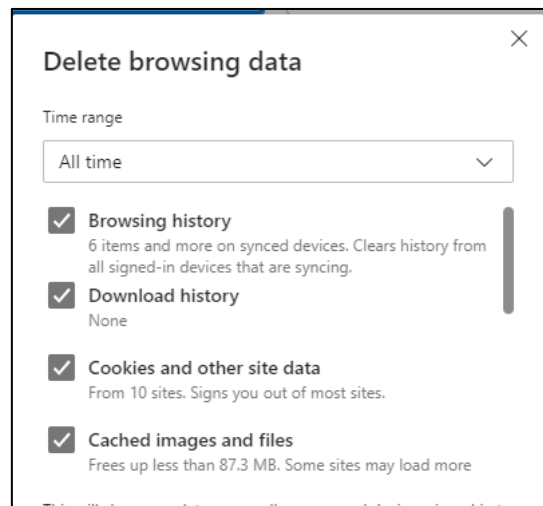 Delete browsing data
Time range
All time
Browsing history
6 items and more on synced devices. Clears history from
all signed-in devices that are syncing.
Download history
None
Cookies and other site data
From 10 sites. Signs you out of most sites.
Cached images and files
Frees up less than 87.3 MB. Some sites may load more